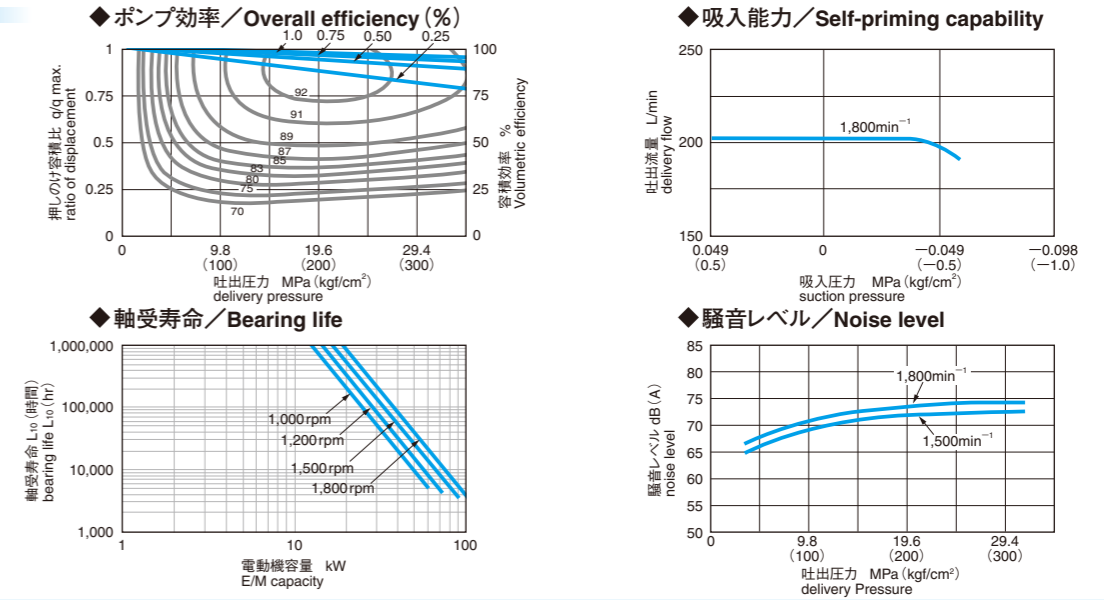 ◆ポンプ効率／Overall efficiency(%)
1.0 0.75 0.50 0.25
押しのけ容積比 q/q max.
ratio of displacement
1
0.75
0.5
0.25
0
100
75
50
25
0
容積効率 %
Volumetric efficiency
92
91
89
87
85
83
80
75
70
0 9.8 19.6 29.4
(100) (200) (300)
吐出圧力 MPa(kgf/cm²)
delivery pressure
◆吸入能力／Self-priming capability
吐出流量 L/min
delivery flow
250
200
150
1,800min⁻¹
0.049 0 −0.049 −0.098
(0.5) (−0.5) (−1.0)
吸入圧力 MPa(kgf/cm²)
suction pressure
◆軸受寿命／Bearing life
軸受寿命 L10(時間)
bearing life L10(hr)
1,000,000
100,000
10,000
1,000
1,000rpm
1,200rpm
1,500rpm
1,800rpm
1 10 100
電動機容量 kW
E/M capacity
◆騒音レベル／Noise level
騒音レベル dB(A)
noise level
85
80
75
70
65
60
55
50
1,800min⁻¹
1,500min⁻¹
0 9.8 19.6 29.4
(100) (200) (300)
吐出圧力 MPa(kgf/cm²)
delivery Pressure